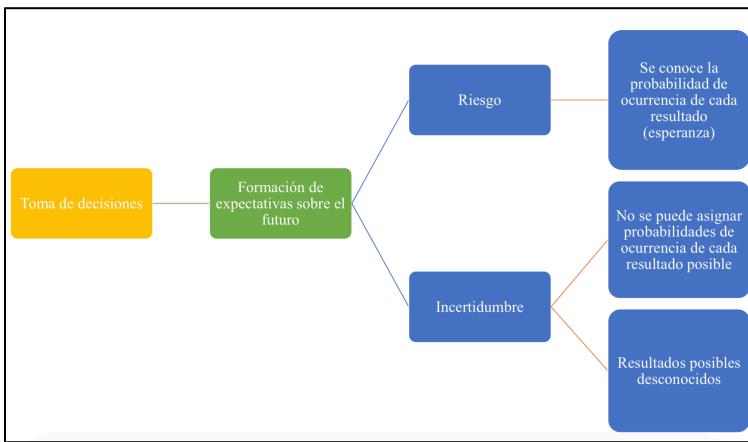 Toma de decisiones
Formación de
expectativas sobre el
futuro
Riesgo
Se conoce la
probabilidad de
ocurrencia de cada
resultado
(esperanza)
Incertidumbre
No se puede asignar
probabilidades de
ocurrencia de cada
resultado posible
Resultados posibles
desconocidos